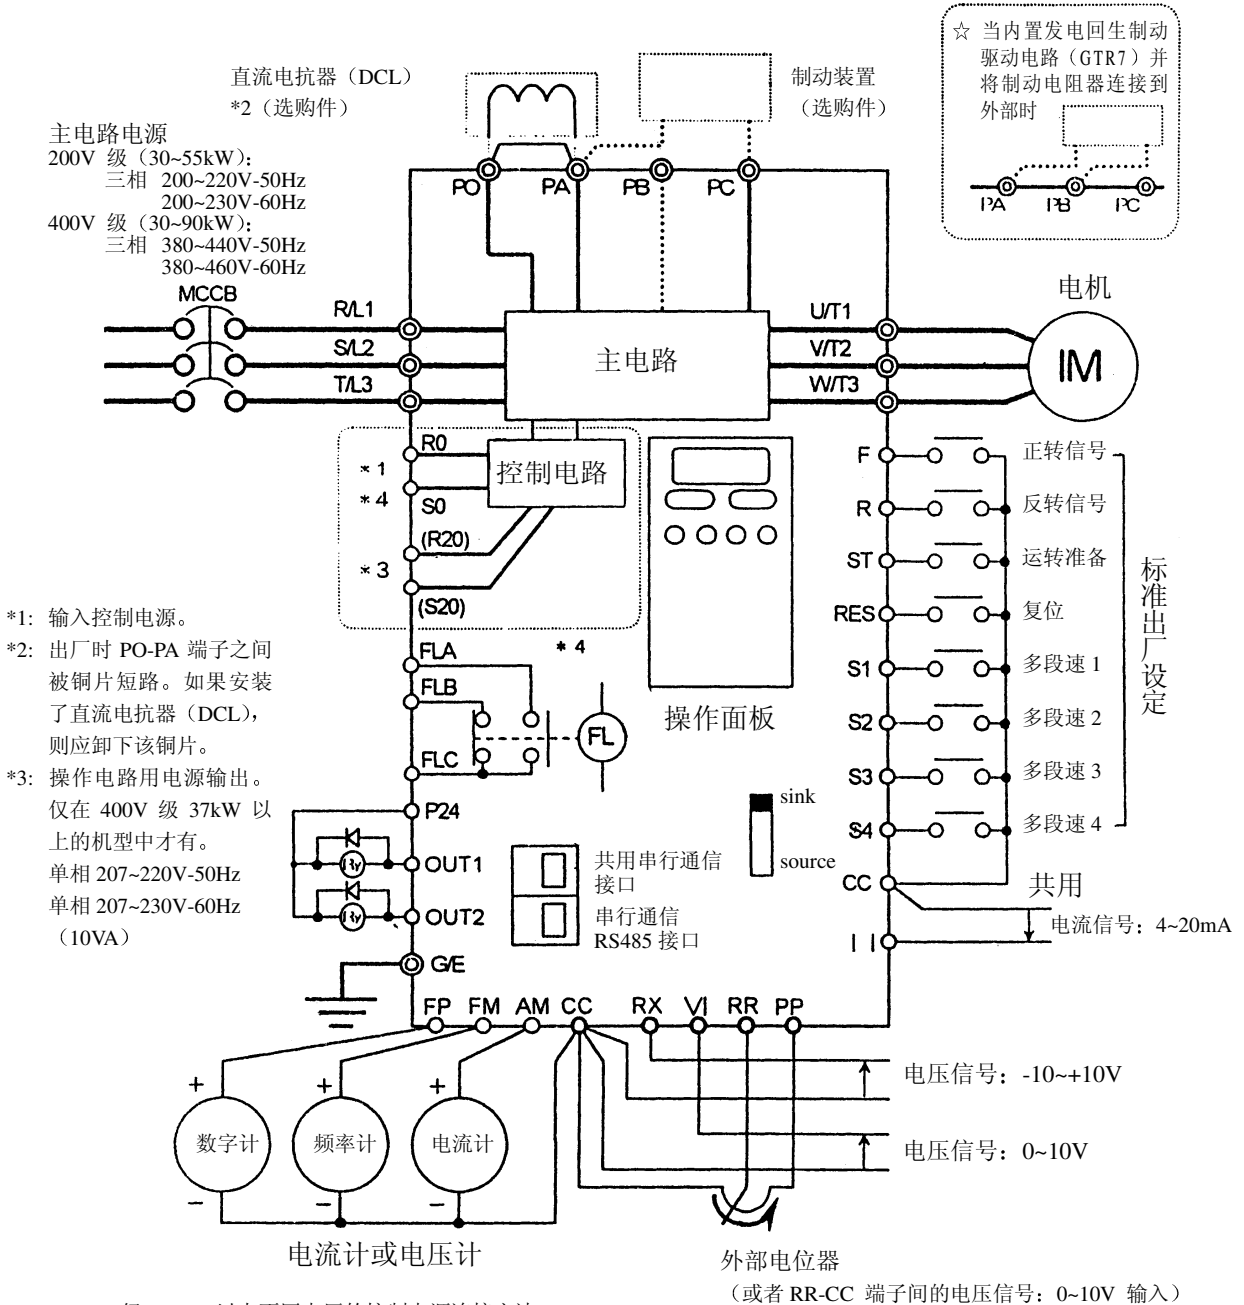 ☆ 当内置发电回生制动
驱动电路（GTR7）并
将制动电阻器连接到
外部时
PA PB PC
直流电抗器（DCL）
*2（选购件）
制动装置
（选购件）
主电路电源
200V 级（30~55kW）：
三相 200~220V-50Hz
200~230V-60Hz
400V 级（30~90kW）：
三相 380~440V-50Hz
380~460V-60Hz
PO PA PB PC
MCCB
R/L1
S/L2
T/L3
主电路
U/T1
V/T2
W/T3
电机
IM
R0
*1
*4
S0
(R20)
*3
(S20)
控制电路
*4
FLA
FLB
FLC
FL
操作面板
F 正转信号
R 反转信号
ST 运转准备
RES 复位
S1 多段速 1
S2 多段速 2
S3 多段速 3
S4 多段速 4
标准出厂设定
CC 共用
I I 电流信号：4~20mA
*1: 输入控制电源。
*2: 出厂时 PO-PA 端子之间
被铜片短路。如果安装
了直流电抗器（DCL），
则应卸下该铜片。
*3: 操作电路用电源输出。
仅在 400V 级 37kW 以
上的机型中才有。
单相 207~220V-50Hz
单相 207~230V-60Hz
（10VA）
P24
Ry
OUT1
Ry
OUT2
G/E
sink
source
共用串行通信
接口
串行通信
RS485 接口
FP FM AM CC RX VI RR PP
+ + +
数字计 频率计 电流计
− − −
电流计或电压计
电压信号：-10~+10V
电压信号：0~10V
外部电位器
（或者 RR-CC 端子间的电压信号：0~10V 输入）